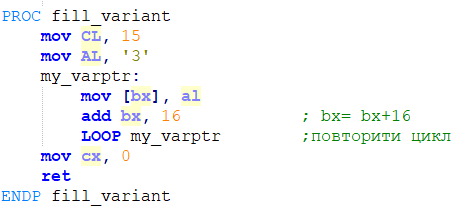 PROC fill_variant
mov CL, 15
mov AL, '3'
my_varptr:
mov [bx], al
add bx, 16 ; bx= bx+16
LOOP my_varptr ;повторити цикл
mov cx, 0
ret
ENDP fill_variant